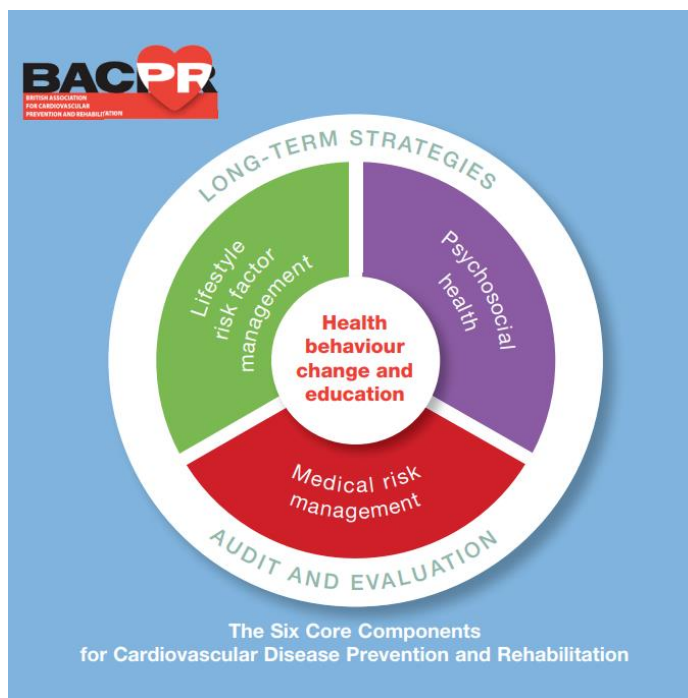 BACPR
BRITISH ASSOCIATION
FOR CARDIOVASCULAR
PREVENTION AND REHABILITATION
LONG-TERM STRATEGIES
Lifestyle
risk factor
management
Psychosocial
health
Health
behaviour
change and
education
Medical risk
management
AUDIT AND EVALUATION
The Six Core Components
for Cardiovascular Disease Prevention and Rehabilitation